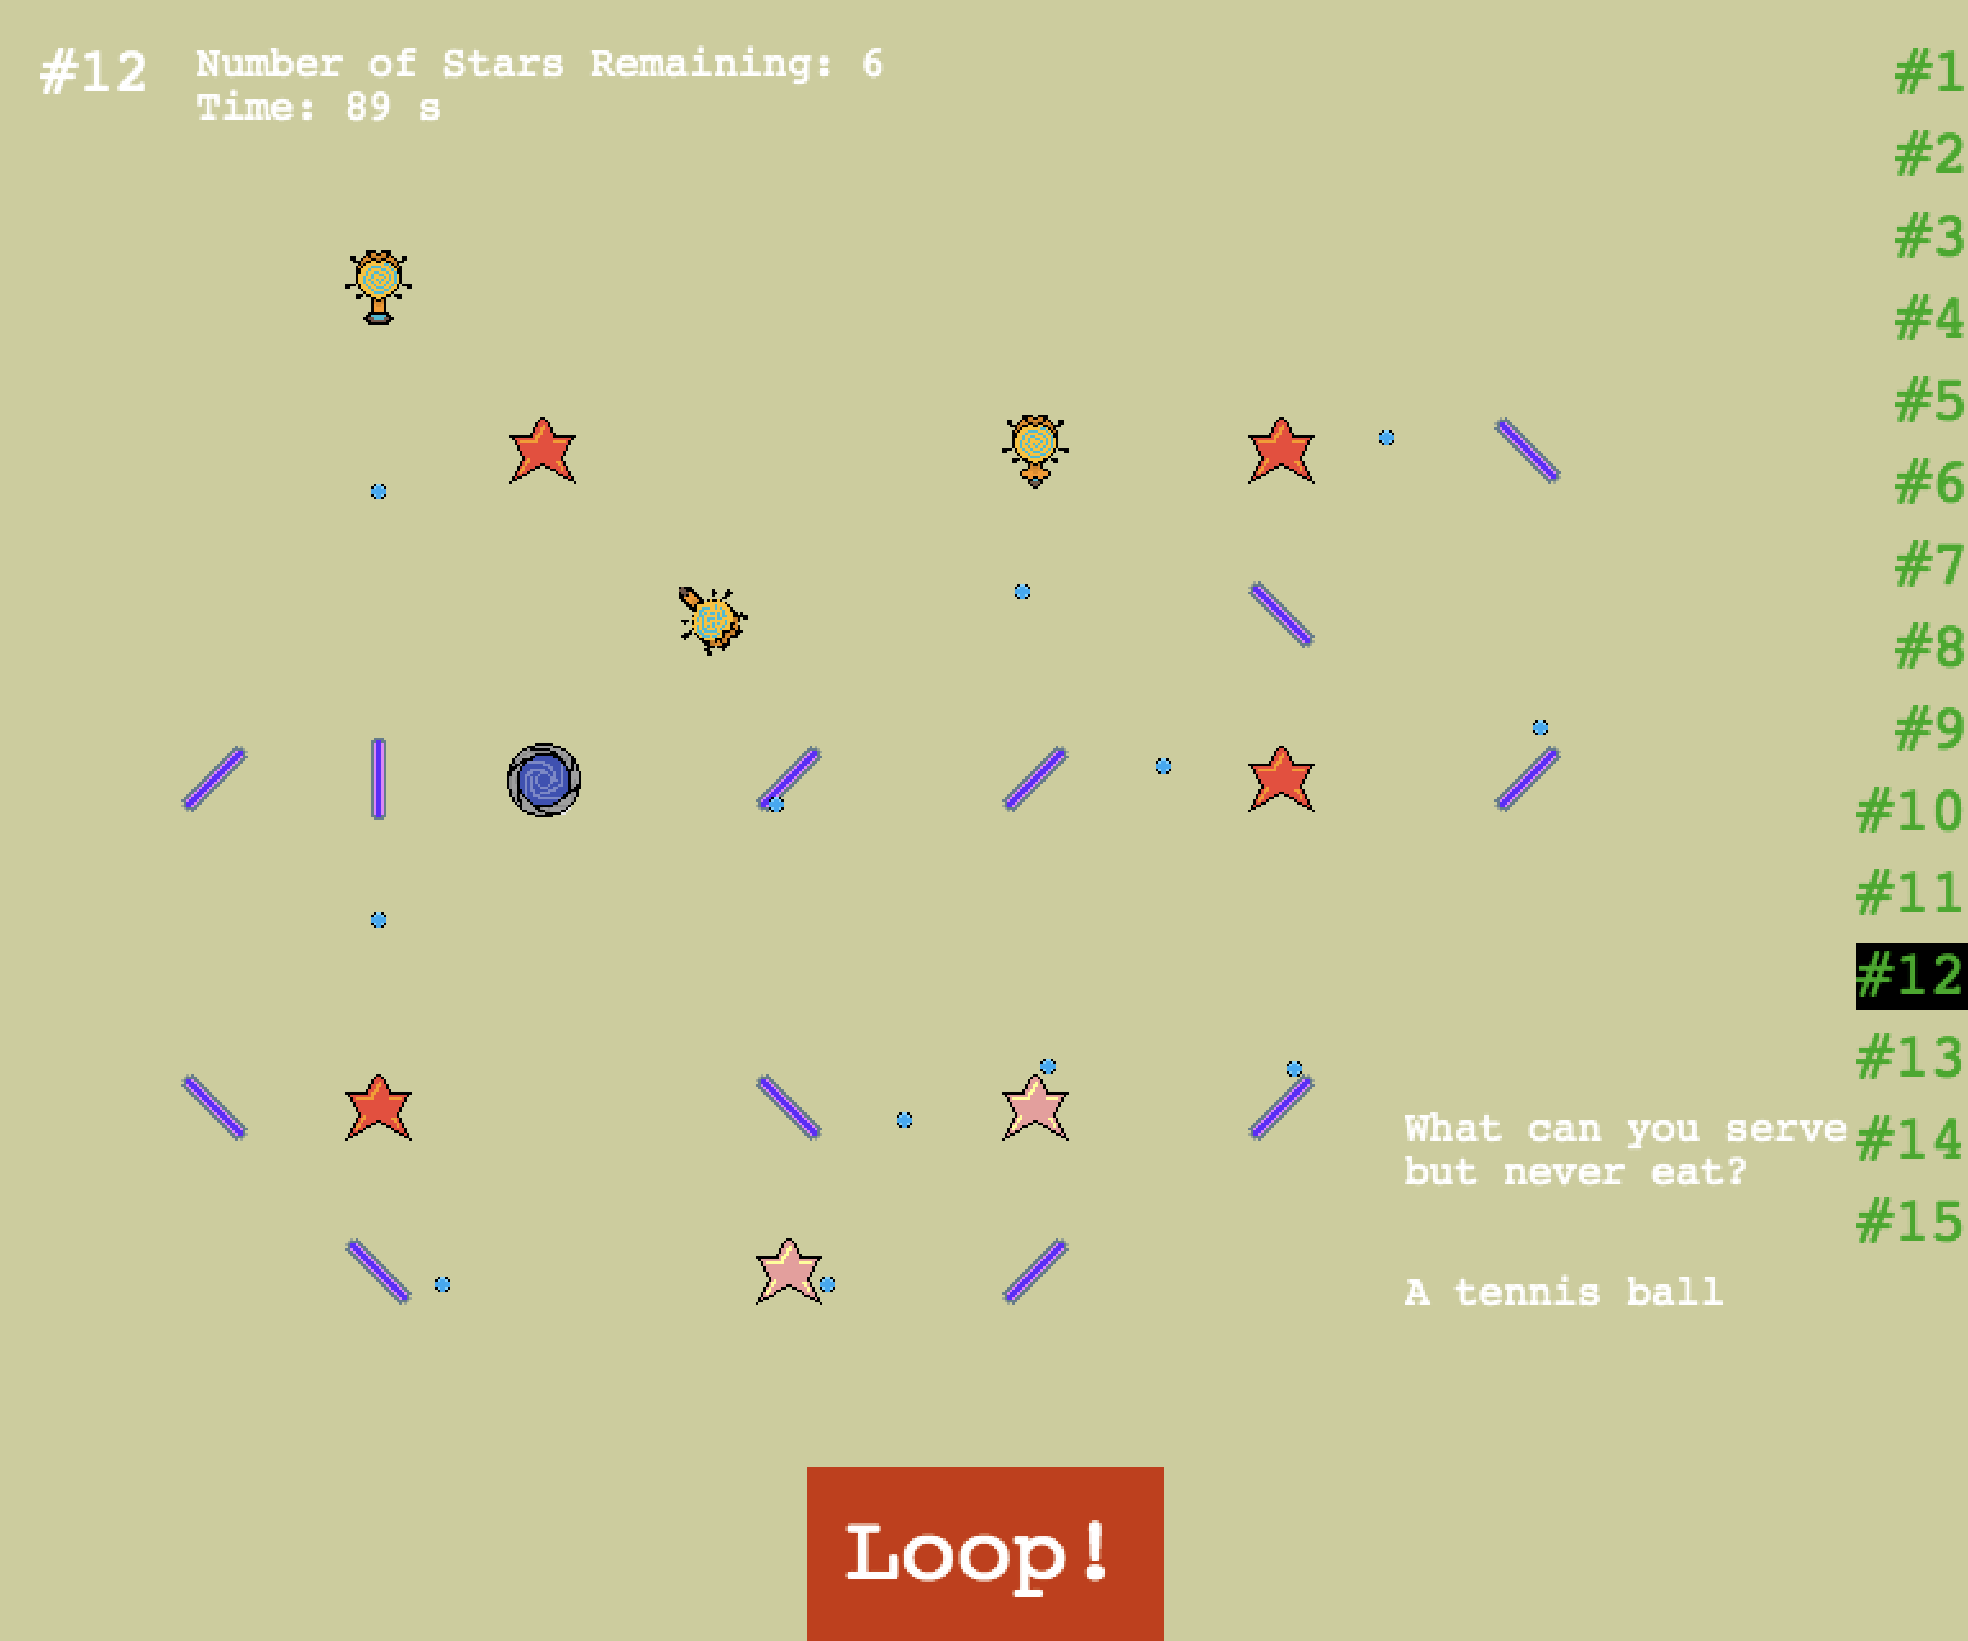 #12
Number of Stars Remaining: 6
Time: 89 s
#1
#2
#3
#4
#5
#6
#7
#8
#9
#10
#11
#12
#13
#14
#15
What can you serve
but never eat?
A tennis ball
Loop!